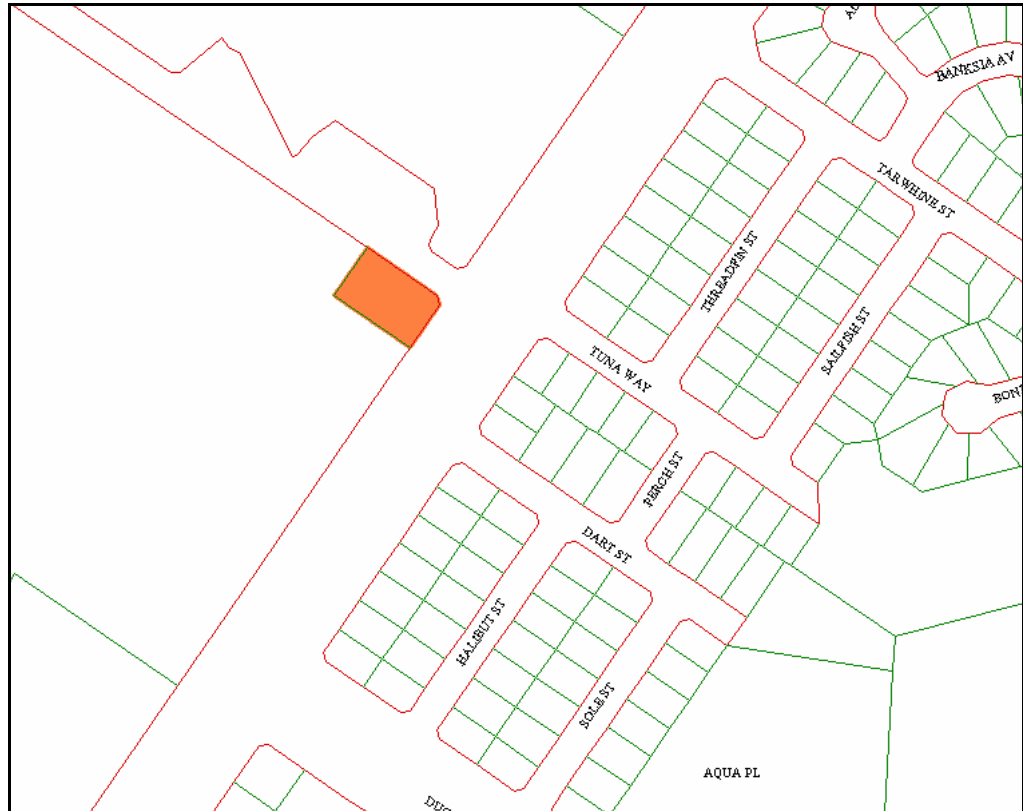 BANKSIA AV
TARWHINE ST
THREADFIN ST
SAILFISH ST
TUNA WAY
PERCH ST
DART ST
HALIBUT ST
SOLE ST
AQUA PL